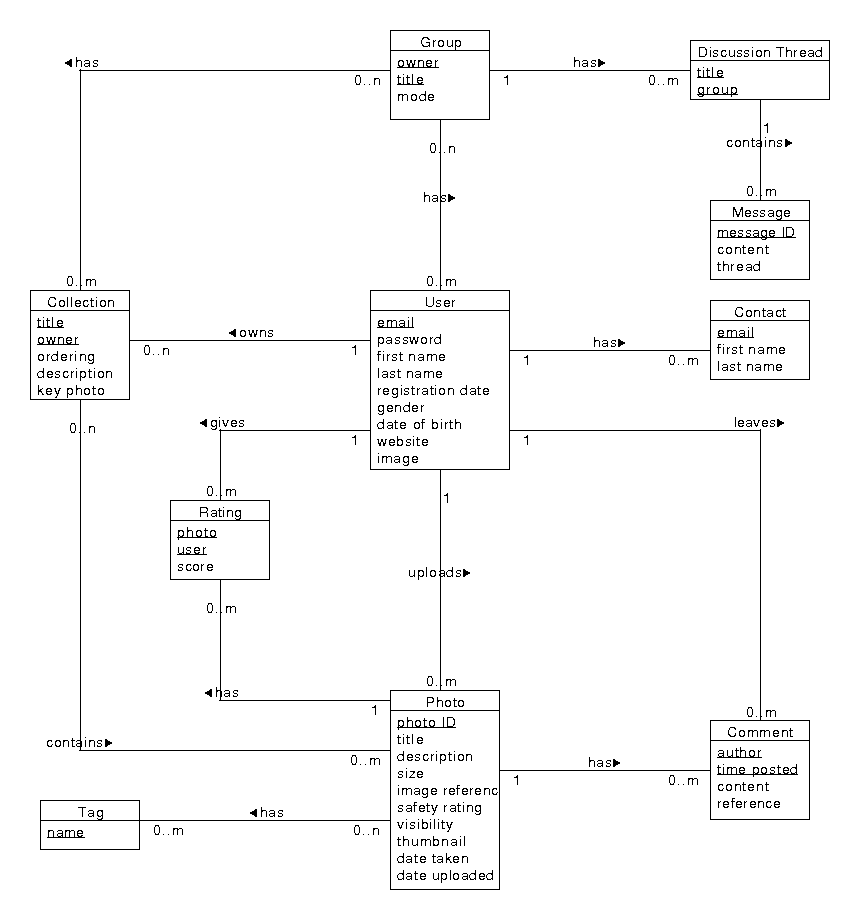 Group
owner
title
mode
◄has
0..n
has►
1
0..m
Discussion Thread
title
group
1
contains►
0..m
Message
message ID
content
thread
0..n
has►
0..m
0..m
Collection
title
owner
ordering
description
key photo
◄owns
0..n
1
User
email
password
first name
last name
registration date
gender
date of birth
website
image
has►
1
0..m
Contact
email
first name
last name
0..n
◄gives
1
0..m
1
leaves►
0..m
Rating
photo
user
score
0..m
◄has
1
1
uploads►
0..m
contains►
0..m
Photo
photo ID
title
description
size
image referenc
safety rating
visibility
thumbnail
date taken
date uploaded
has►
1
0..m
Comment
author
time posted
content
reference
Tag
name
◄has
0..m
0..n